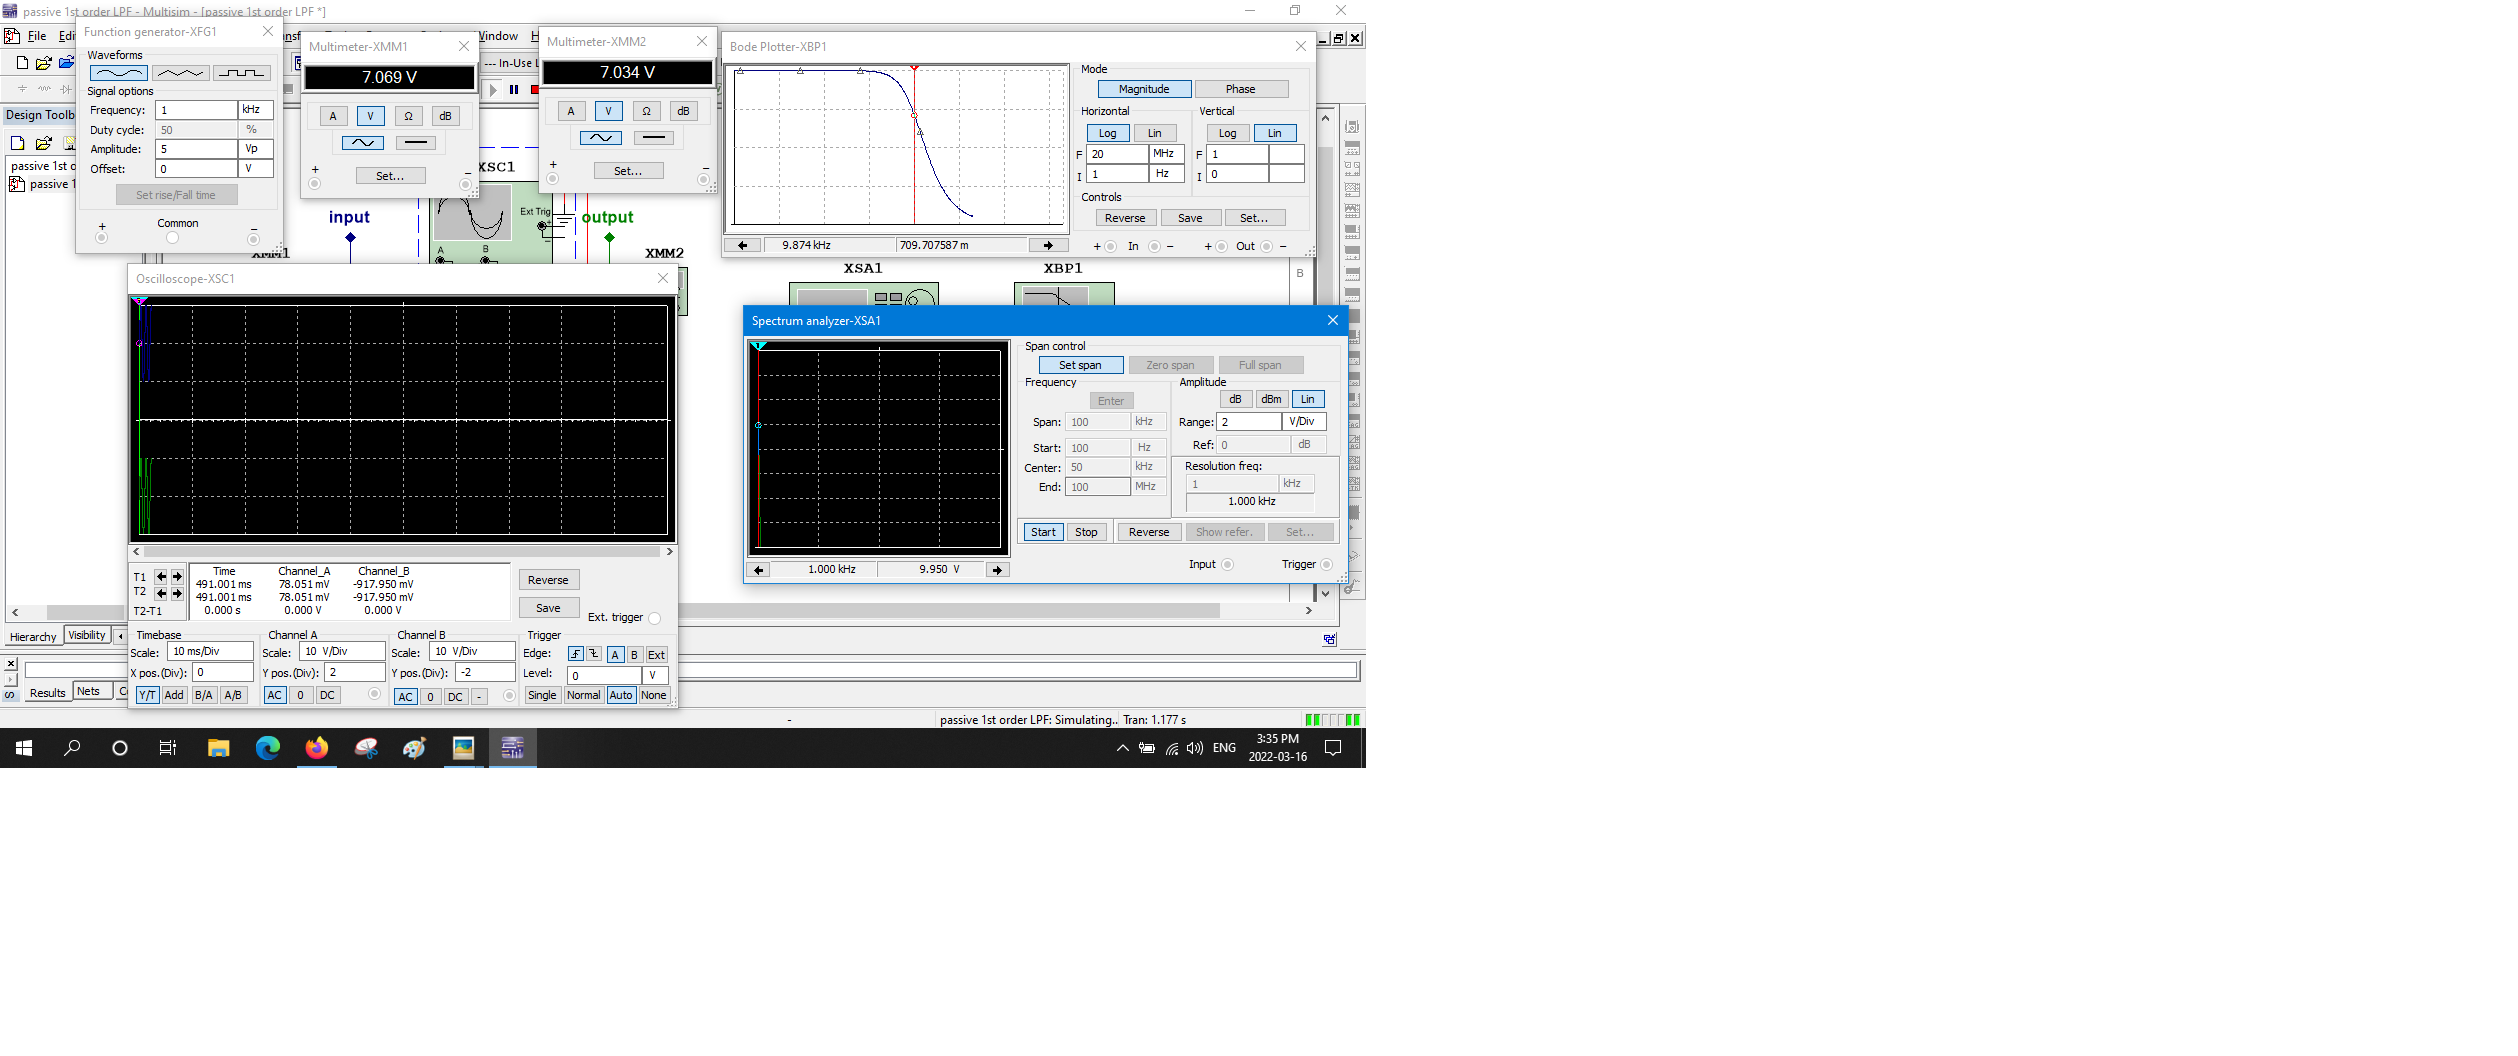 passive 1st order LPF - Multisim - [passive 1st order LPF *]
File
Window
Function generator-XFG1
Waveforms
Signal options
Frequency: 1 kHz
Duty cycle: 50 %
Amplitude: 5 Vp
Offset: 0 V
Set rise/Fall time
+ Common −
Multimeter-XMM1
7.069 V
A V Ω dB
Set...
+ −
Multimeter-XMM2
7.034 V
A V Ω dB
Set...
+ −
--- In-Use L
Bode Plotter-XBP1
Mode
Magnitude Phase
Horizontal Vertical
Log Lin Log Lin
F 20 MHz F 1
I 1 Hz I 0
Controls
Reverse Save Set...
9.874 kHz 709.707587 m
+ In − + Out −
Design Toolb
passive 1st o
passive 1
XSC1
Ext Trig
A B
input
output
XMM1
XMM2
XSA1
XBP1
B
Oscilloscope-XSC1
Time Channel_A Channel_B
T1 491.001 ms 78.051 mV -917.950 mV
T2 491.001 ms 78.051 mV -917.950 mV
T2-T1 0.000 s 0.000 V 0.000 V
Reverse
Save
Ext. trigger
Timebase
Scale: 10 ms/Div
X pos.(Div): 0
Y/T Add B/A A/B
Channel A
Scale: 10 V/Div
Y pos.(Div): 2
AC 0 DC
Channel B
Scale: 10 V/Div
Y pos.(Div): -2
AC 0 DC -
Trigger
Edge: A B Ext
Level: 0 V
Single Normal Auto None
Spectrum analyzer-XSA1
Span control
Set span Zero span Full span
Frequency
Enter
Span: 100 kHz
Start: 100 Hz
Center: 50 kHz
End: 100 MHz
Amplitude
dB dBm Lin
Range: 2 V/Div
Ref: 0 dB
Resolution freq:
1 kHz
1.000 kHz
Start Stop Reverse Show refer. Set...
1.000 kHz 9.950 V
Input Trigger
Hierarchy Visibility
Results Nets
- passive 1st order LPF: Simulating.. Tran: 1.177 s
ENG
3:35 PM
2022-03-16